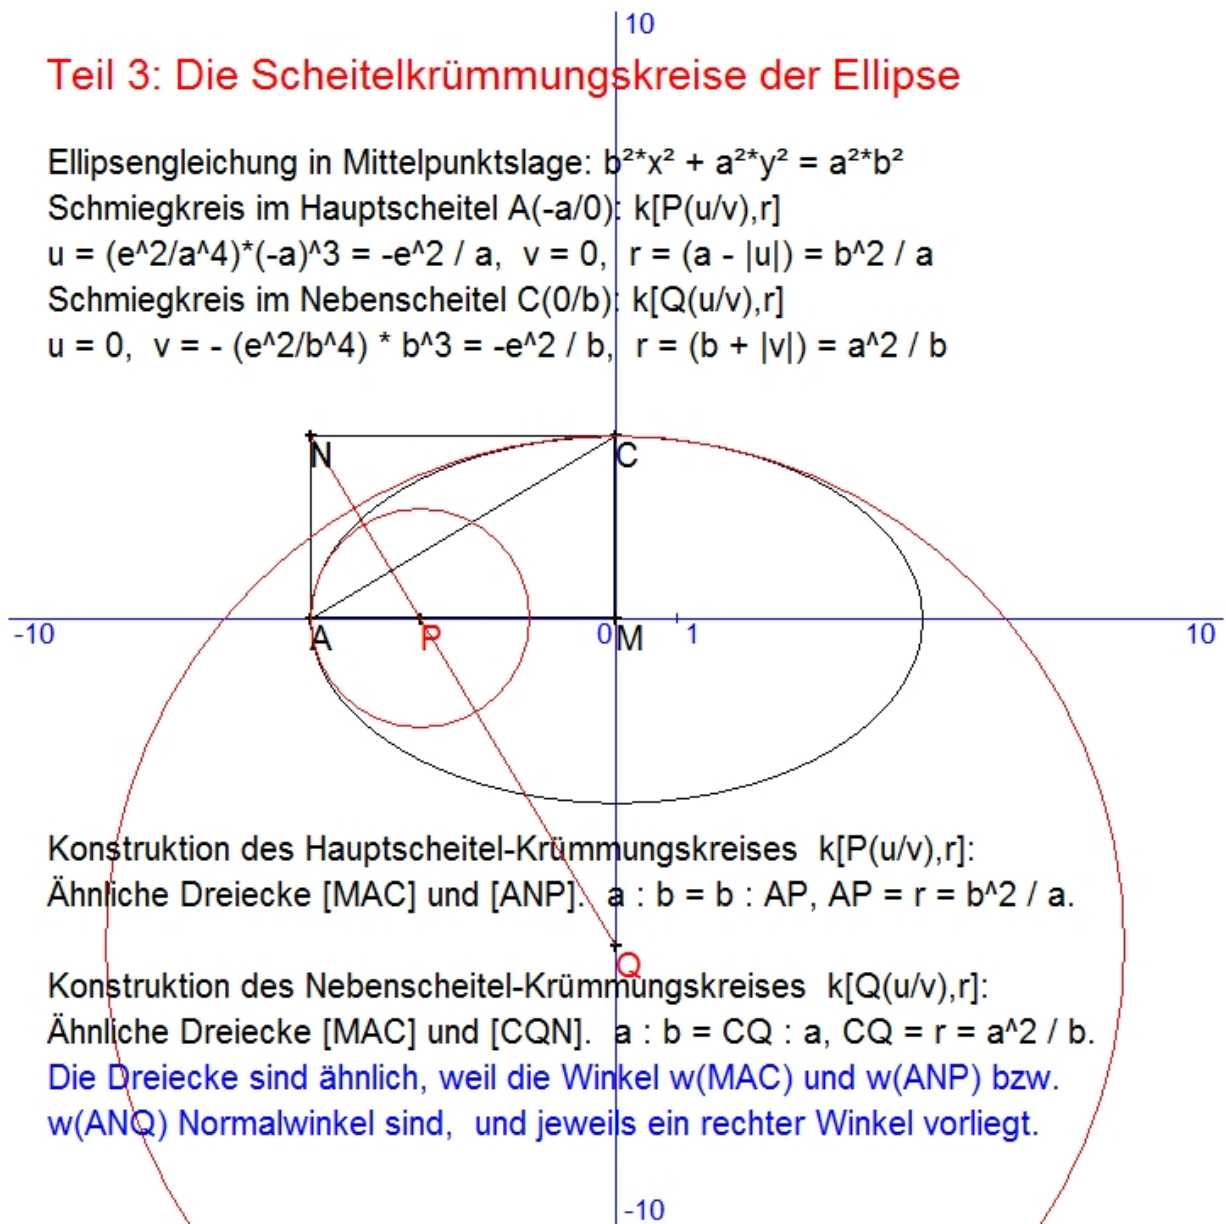 10
Teil 3: Die Scheitelkrümmungskreise der Ellipse
Ellipsengleichung in Mittelpunktslage: b²*x² + a²*y² = a²*b²
Schmiegkreis im Hauptscheitel A(-a/0): k[P(u/v),r]
u = (e^2/a^4)*(-a)^3 = -e^2 / a,  v = 0,  r = (a - |u|) = b^2 / a
Schmiegkreis im Nebenscheitel C(0/b): k[Q(u/v),r]
u = 0,  v = - (e^2/b^4) * b^3 = -e^2 / b,  r = (b + |v|) = a^2 / b
N C
-10 A P 0 M 1 10
Konstruktion des Hauptscheitel-Krümmungskreises  k[P(u/v),r]:
Ähnliche Dreiecke [MAC] und [ANP].  a : b = b : AP, AP = r = b^2 / a.
Q
Konstruktion des Nebenscheitel-Krümmungskreises  k[Q(u/v),r]:
Ähnliche Dreiecke [MAC] und [CQN].  a : b = CQ : a, CQ = r = a^2 / b.
Die Dreiecke sind ähnlich, weil die Winkel w(MAC) und w(ANP) bzw.
w(ANQ) Normalwinkel sind,  und jeweils ein rechter Winkel vorliegt.
-10